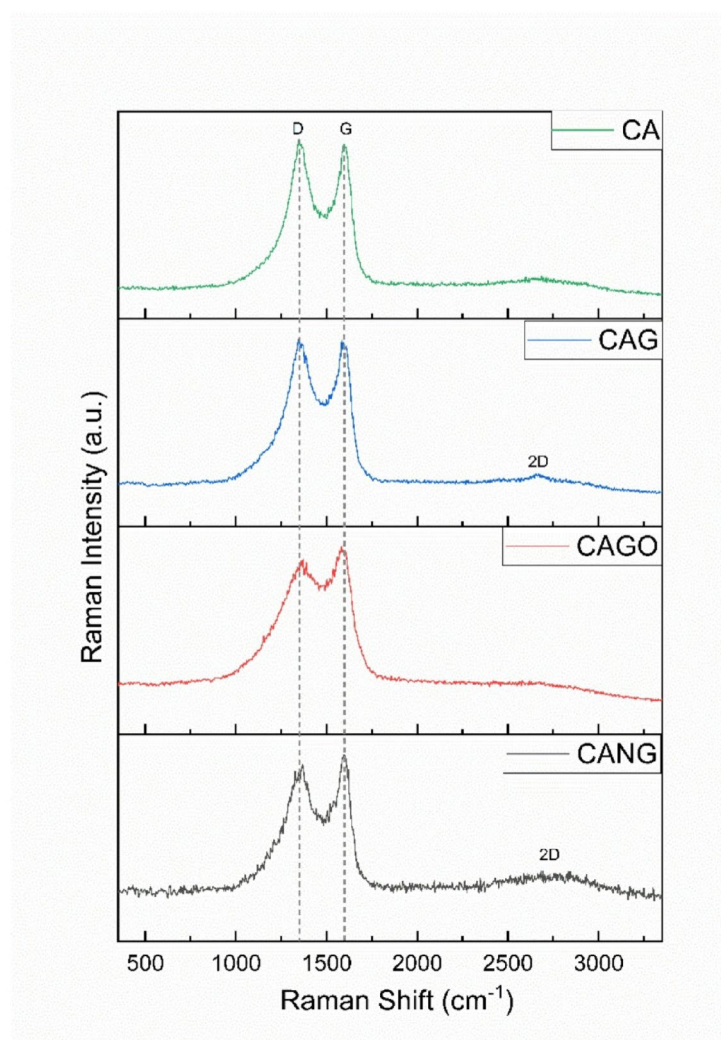 D
G
CA
CAG
2D
CAGO
CANG
2D
Raman Intensity (a.u.)
500
1000
1500
2000
2500
3000
Raman Shift (cm⁻¹)